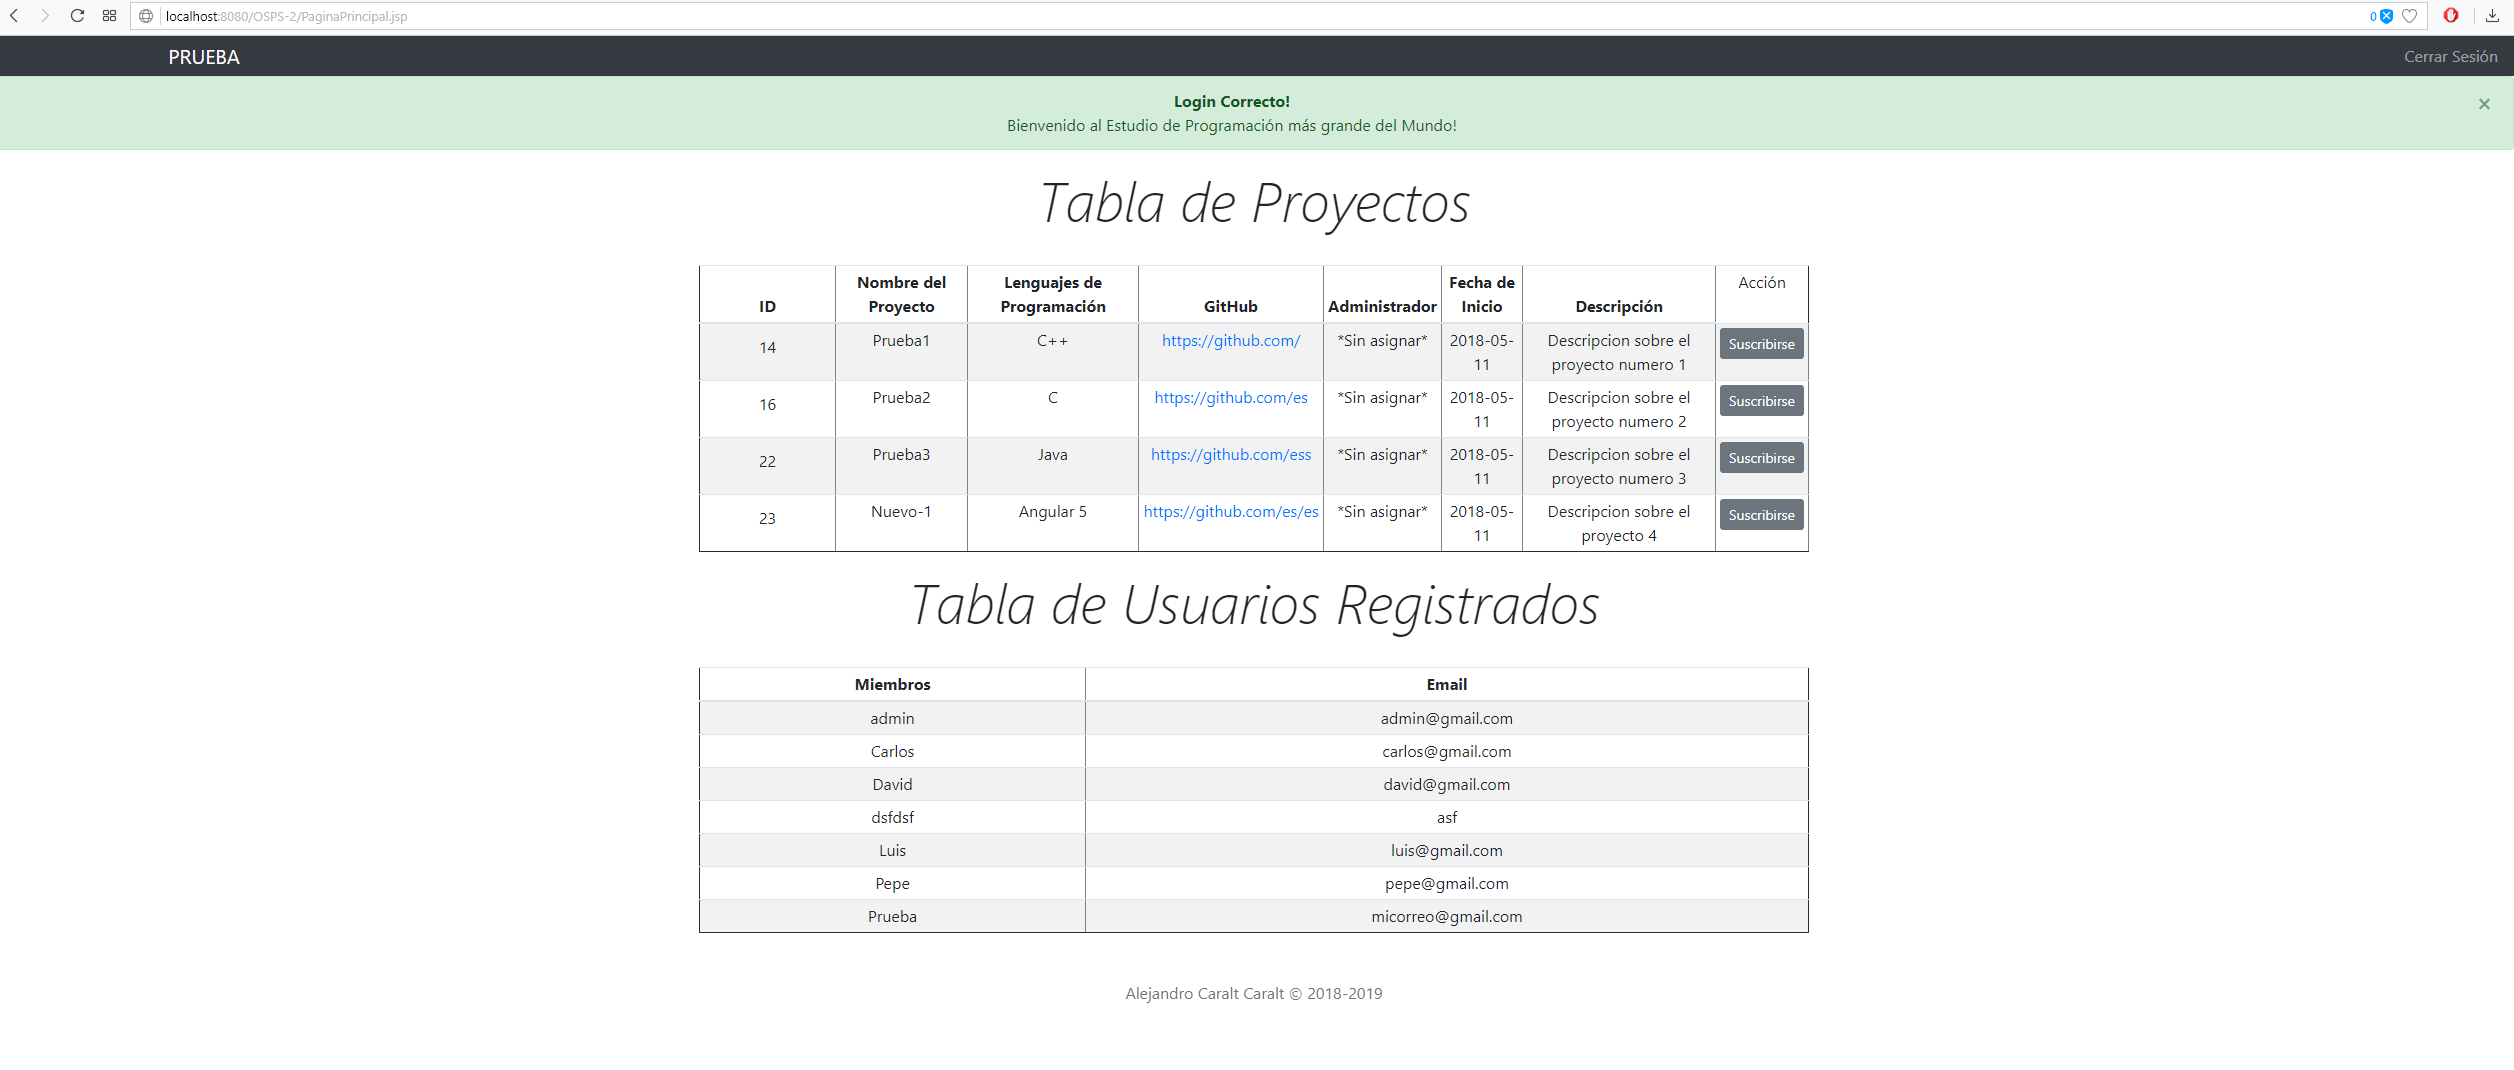 localhost:8080/OSPS-2/PaginaPrincipal.jsp
0
PRUEBA
Cerrar Sesión
Login Correcto!
×
Bienvenido al Estudio de Programación más grande del Mundo!
Tabla de Proyectos
ID Nombre del Proyecto Lenguajes de Programación GitHub Administrador Fecha de Inicio Descripción Acción
14 Prueba1 C++ https://github.com/ *Sin asignar* 2018-05-11 Descripcion sobre el proyecto numero 1 Suscribirse
16 Prueba2 C https://github.com/es *Sin asignar* 2018-05-11 Descripcion sobre el proyecto numero 2 Suscribirse
22 Prueba3 Java https://github.com/ess *Sin asignar* 2018-05-11 Descripcion sobre el proyecto numero 3 Suscribirse
23 Nuevo-1 Angular 5 https://github.com/es/es *Sin asignar* 2018-05-11 Descripcion sobre el proyecto 4 Suscribirse
Tabla de Usuarios Registrados
Miembros Email
admin admin@gmail.com
Carlos carlos@gmail.com
David david@gmail.com
dsfdsf asf
Luis luis@gmail.com
Pepe pepe@gmail.com
Prueba micorreo@gmail.com
Alejandro Caralt Caralt © 2018-2019